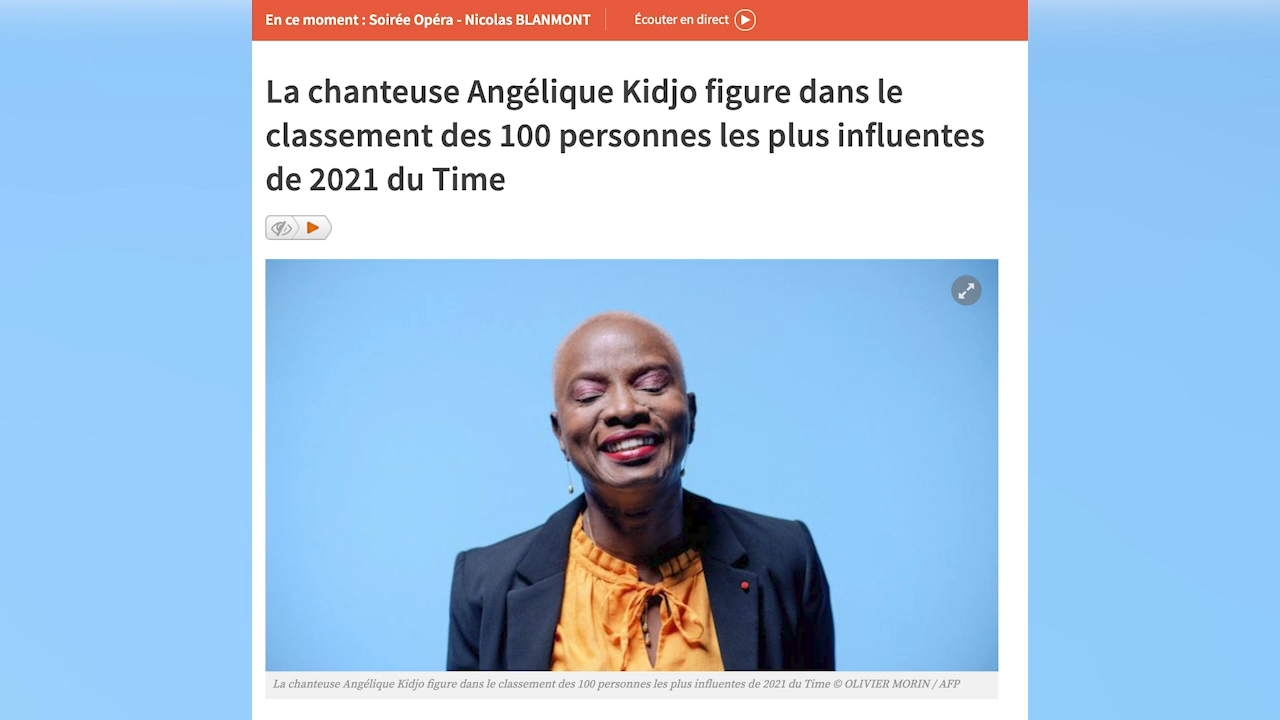 En ce moment : Soirée Opéra - Nicolas BLANMONT
Écouter en direct
La chanteuse Angélique Kidjo figure dans le
classement des 100 personnes les plus influentes
de 2021 du Time
La chanteuse Angélique Kidjo figure dans le classement des 100 personnes les plus influentes de 2021 du Time © OLIVIER MORIN / AFP